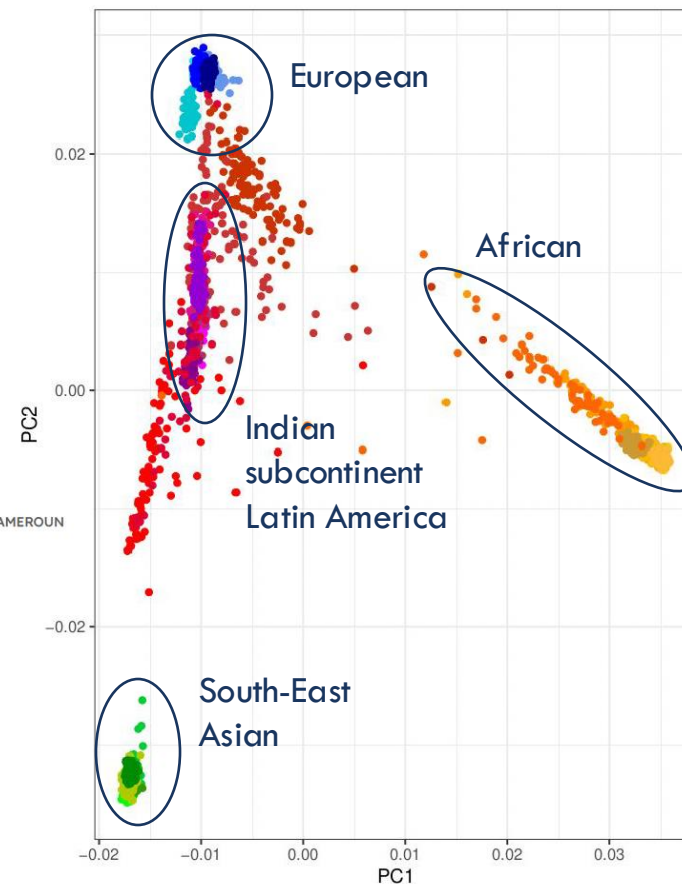 European
0.02
African
0.00
PC2
Indian
subcontinent
Latin America
AMEROUN
−0.02
South-East
Asian
−0.02
−0.01
0.00
0.01
0.02
0.03
PC1